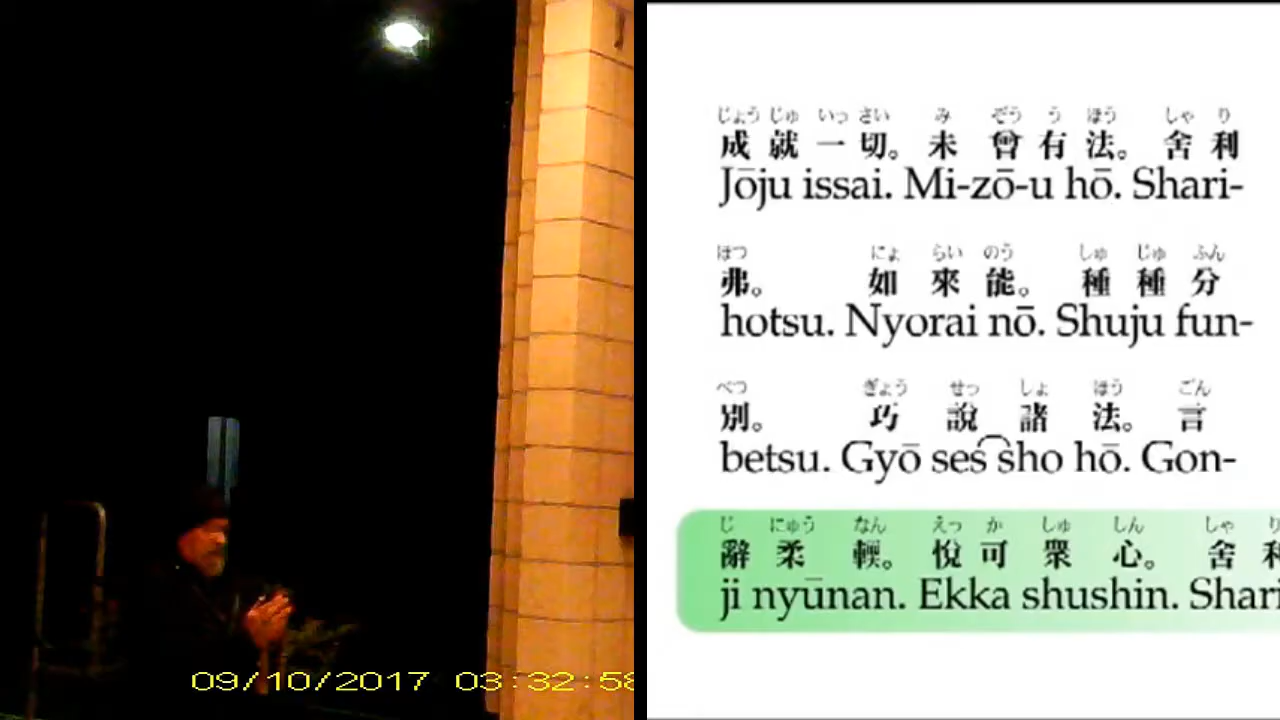 09/10/2017 03:32:58
じょう じゅ いっ さい み ぞう う ほう しゃ り
成就一切。未曾有法。舍利
Jōju issai. Mi-zō-u hō. Shari-
ほつ にょ らい のう しゅ じゅ ふん
弗。如來能。種種分
hotsu. Nyorai nō. Shuju fun-
べつ ぎょう せっ しょ ほう ごん
別。巧說諸法。言
betsu. Gyō ses sho hō. Gon-
じ にゅう なん えっ か しゅ しん しゃ り
辭柔輭。悅可眾心。舍利
ji nyūnan. Ekka shushin. Shari